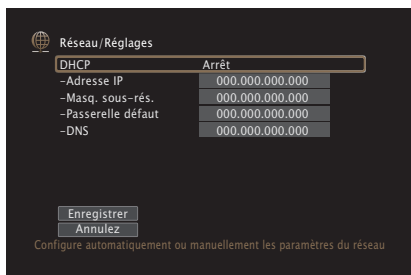 Réseau/Réglages
DHCP Arrêt
-Adresse IP 000.000.000.000
-Masq. sous-rés. 000.000.000.000
-Passerelle défaut 000.000.000.000
-DNS 000.000.000.000
Enregistrer
Annulez
Configure automatiquement ou manuellement les paramètres du réseau